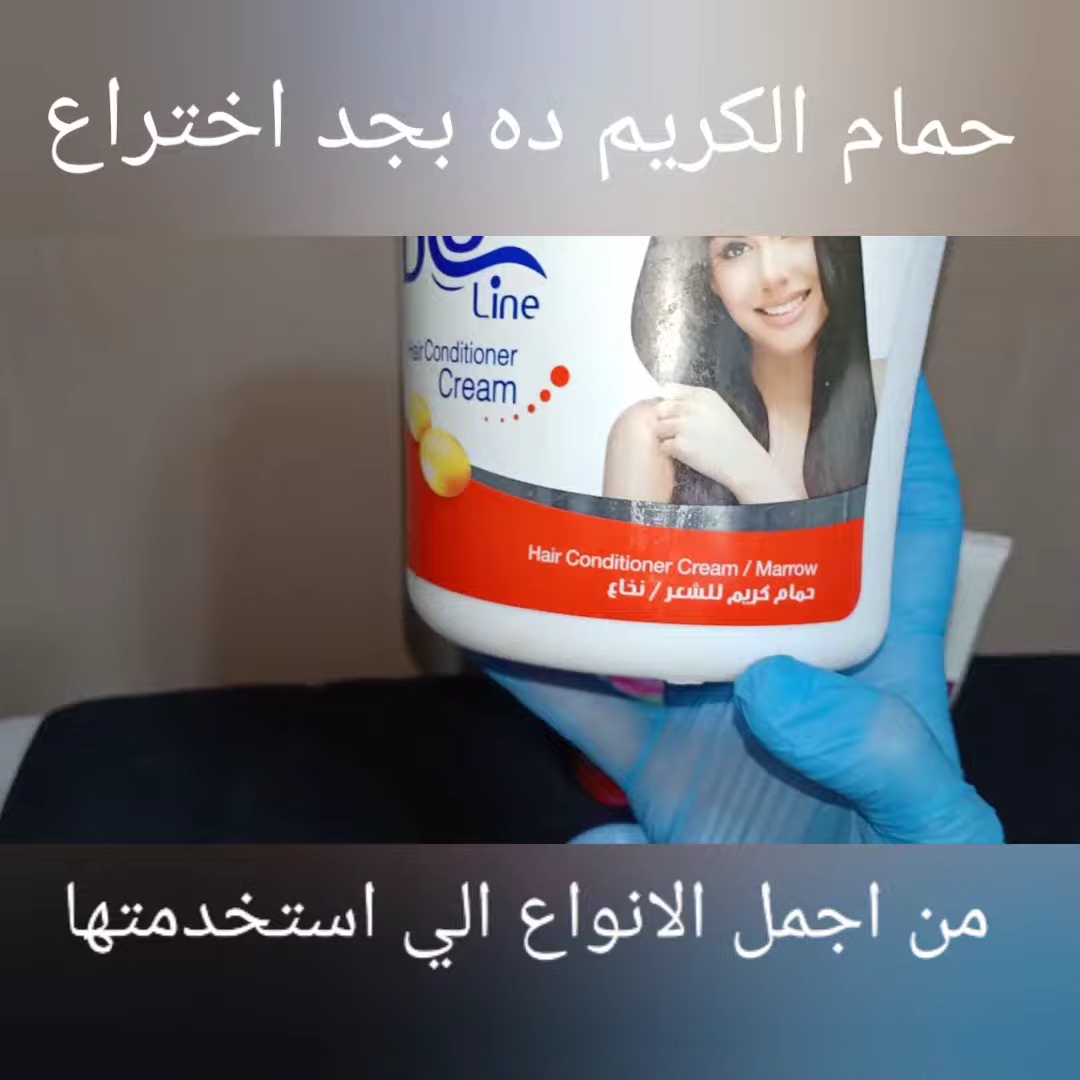 حمام الكريم ده بجد اختراع
Line
Hair Conditioner
Cream
Hair Conditioner Cream / Marrow
حمام كريم للشعر / نخاع
من اجمل الانواع الي استخدمتها